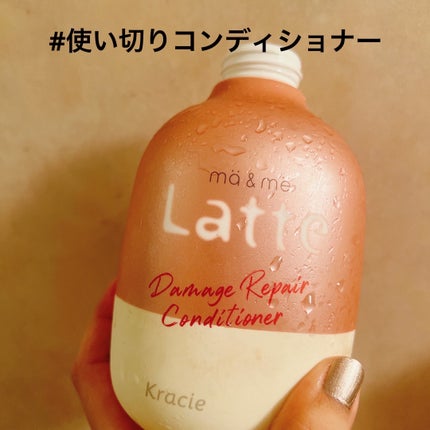 #使い切りコンディショナー
mä & me
Latte
Damage Repair
Conditioner
Kracie